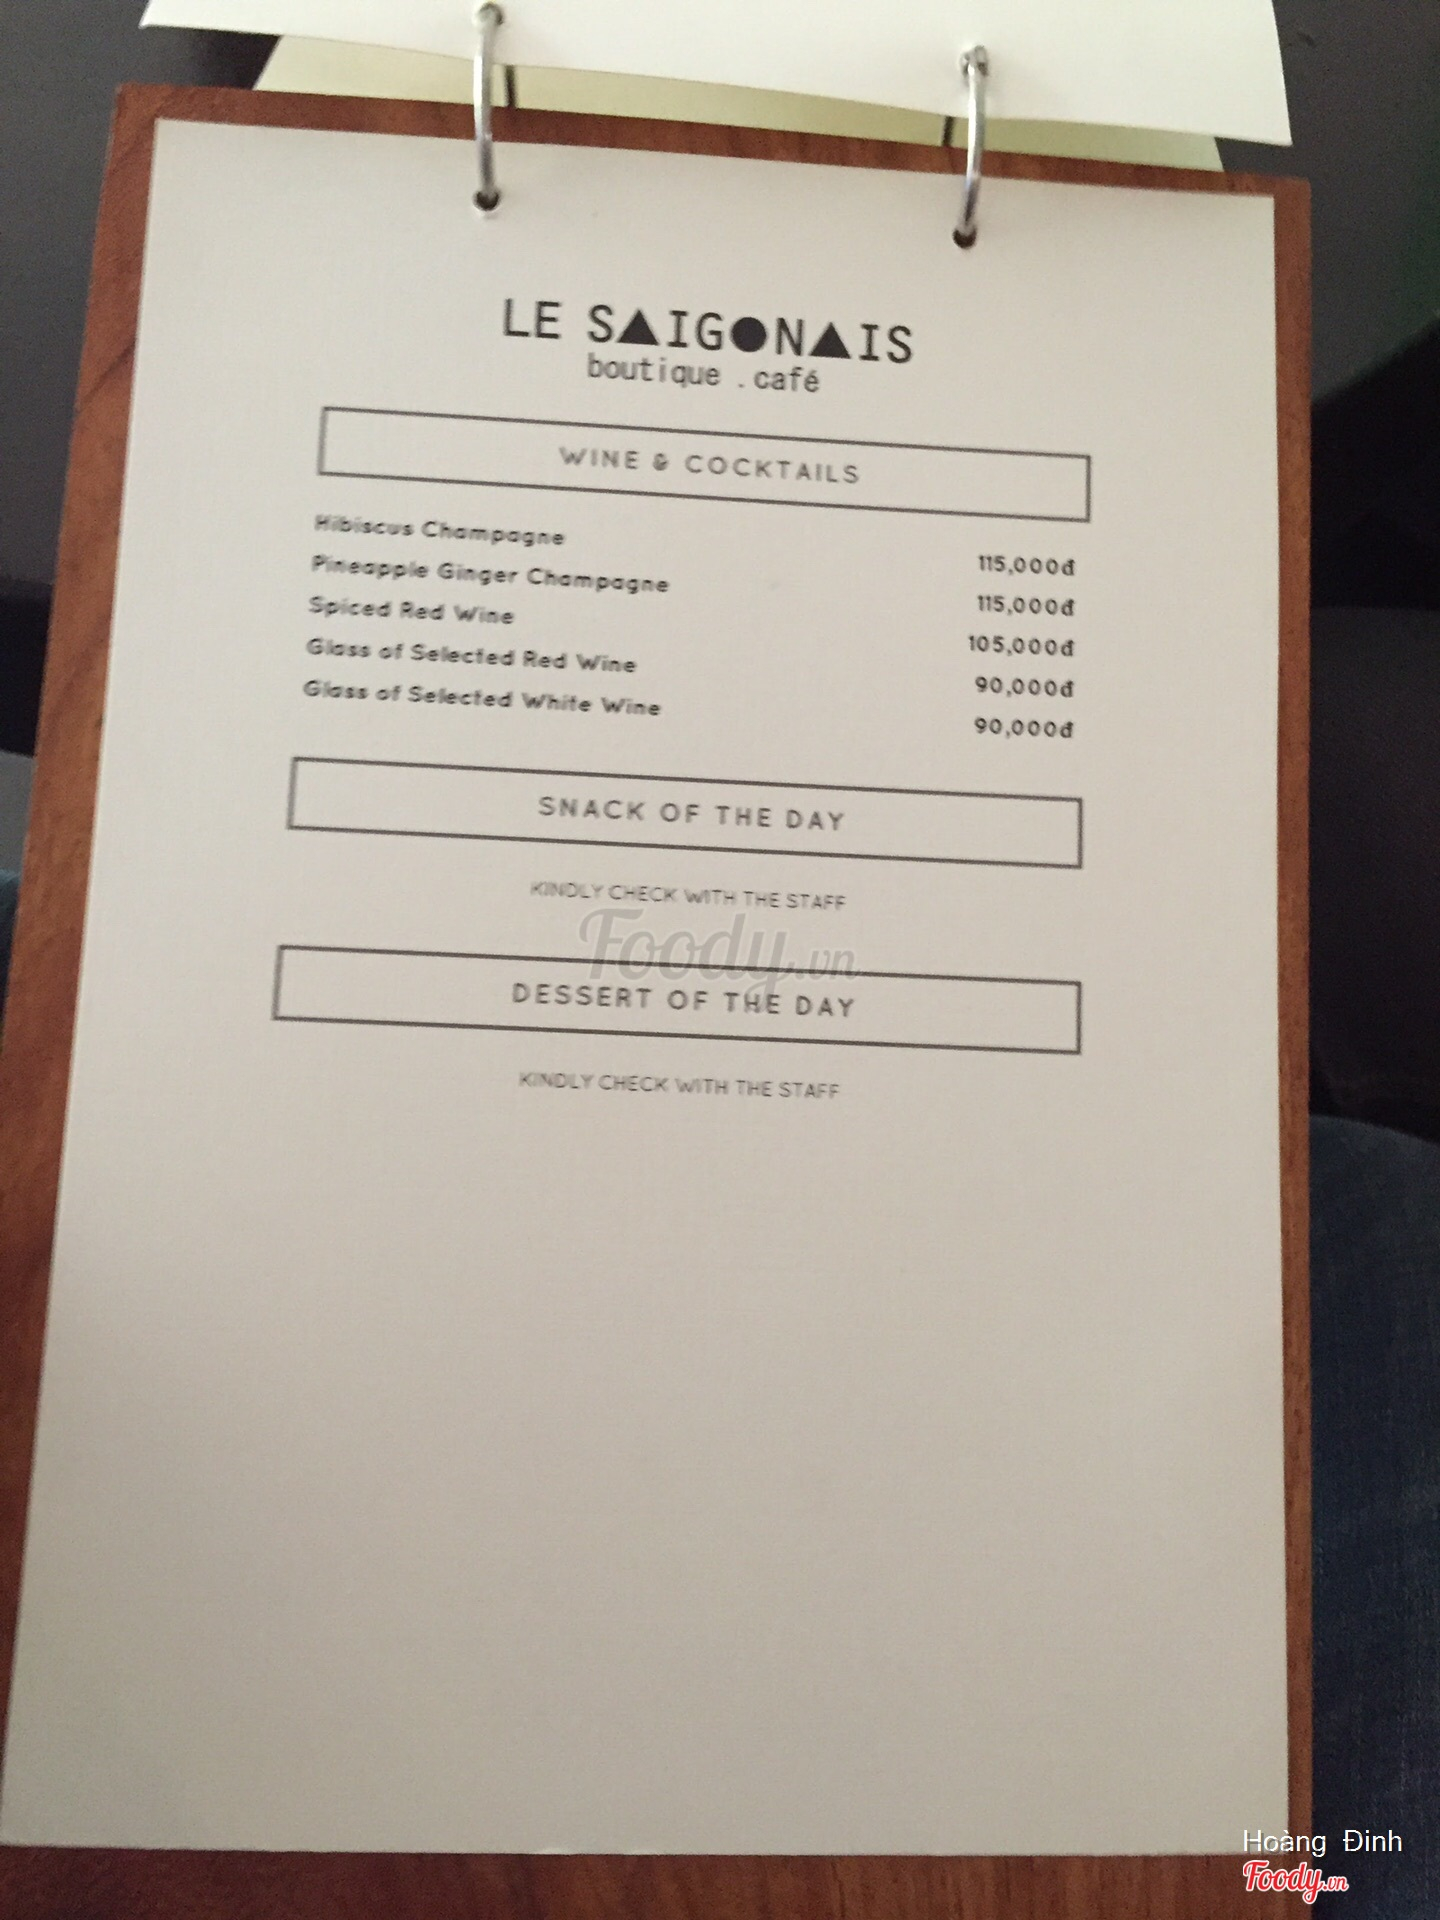 LE SAIGONAIS
boutique .café
WINE & COCKTAILS
Hibiscus Champagne 115,000đ
Pineapple Ginger Champagne 115,000đ
Spiced Red Wine 105,000đ
Glass of Selected Red Wine 90,000đ
Glass of Selected White Wine 90,000đ
SNACK OF THE DAY
KINDLY CHECK WITH THE STAFF
Foody.vn
DESSERT OF THE DAY
KINDLY CHECK WITH THE STAFF
Hoàng Đinh
Foody.vn